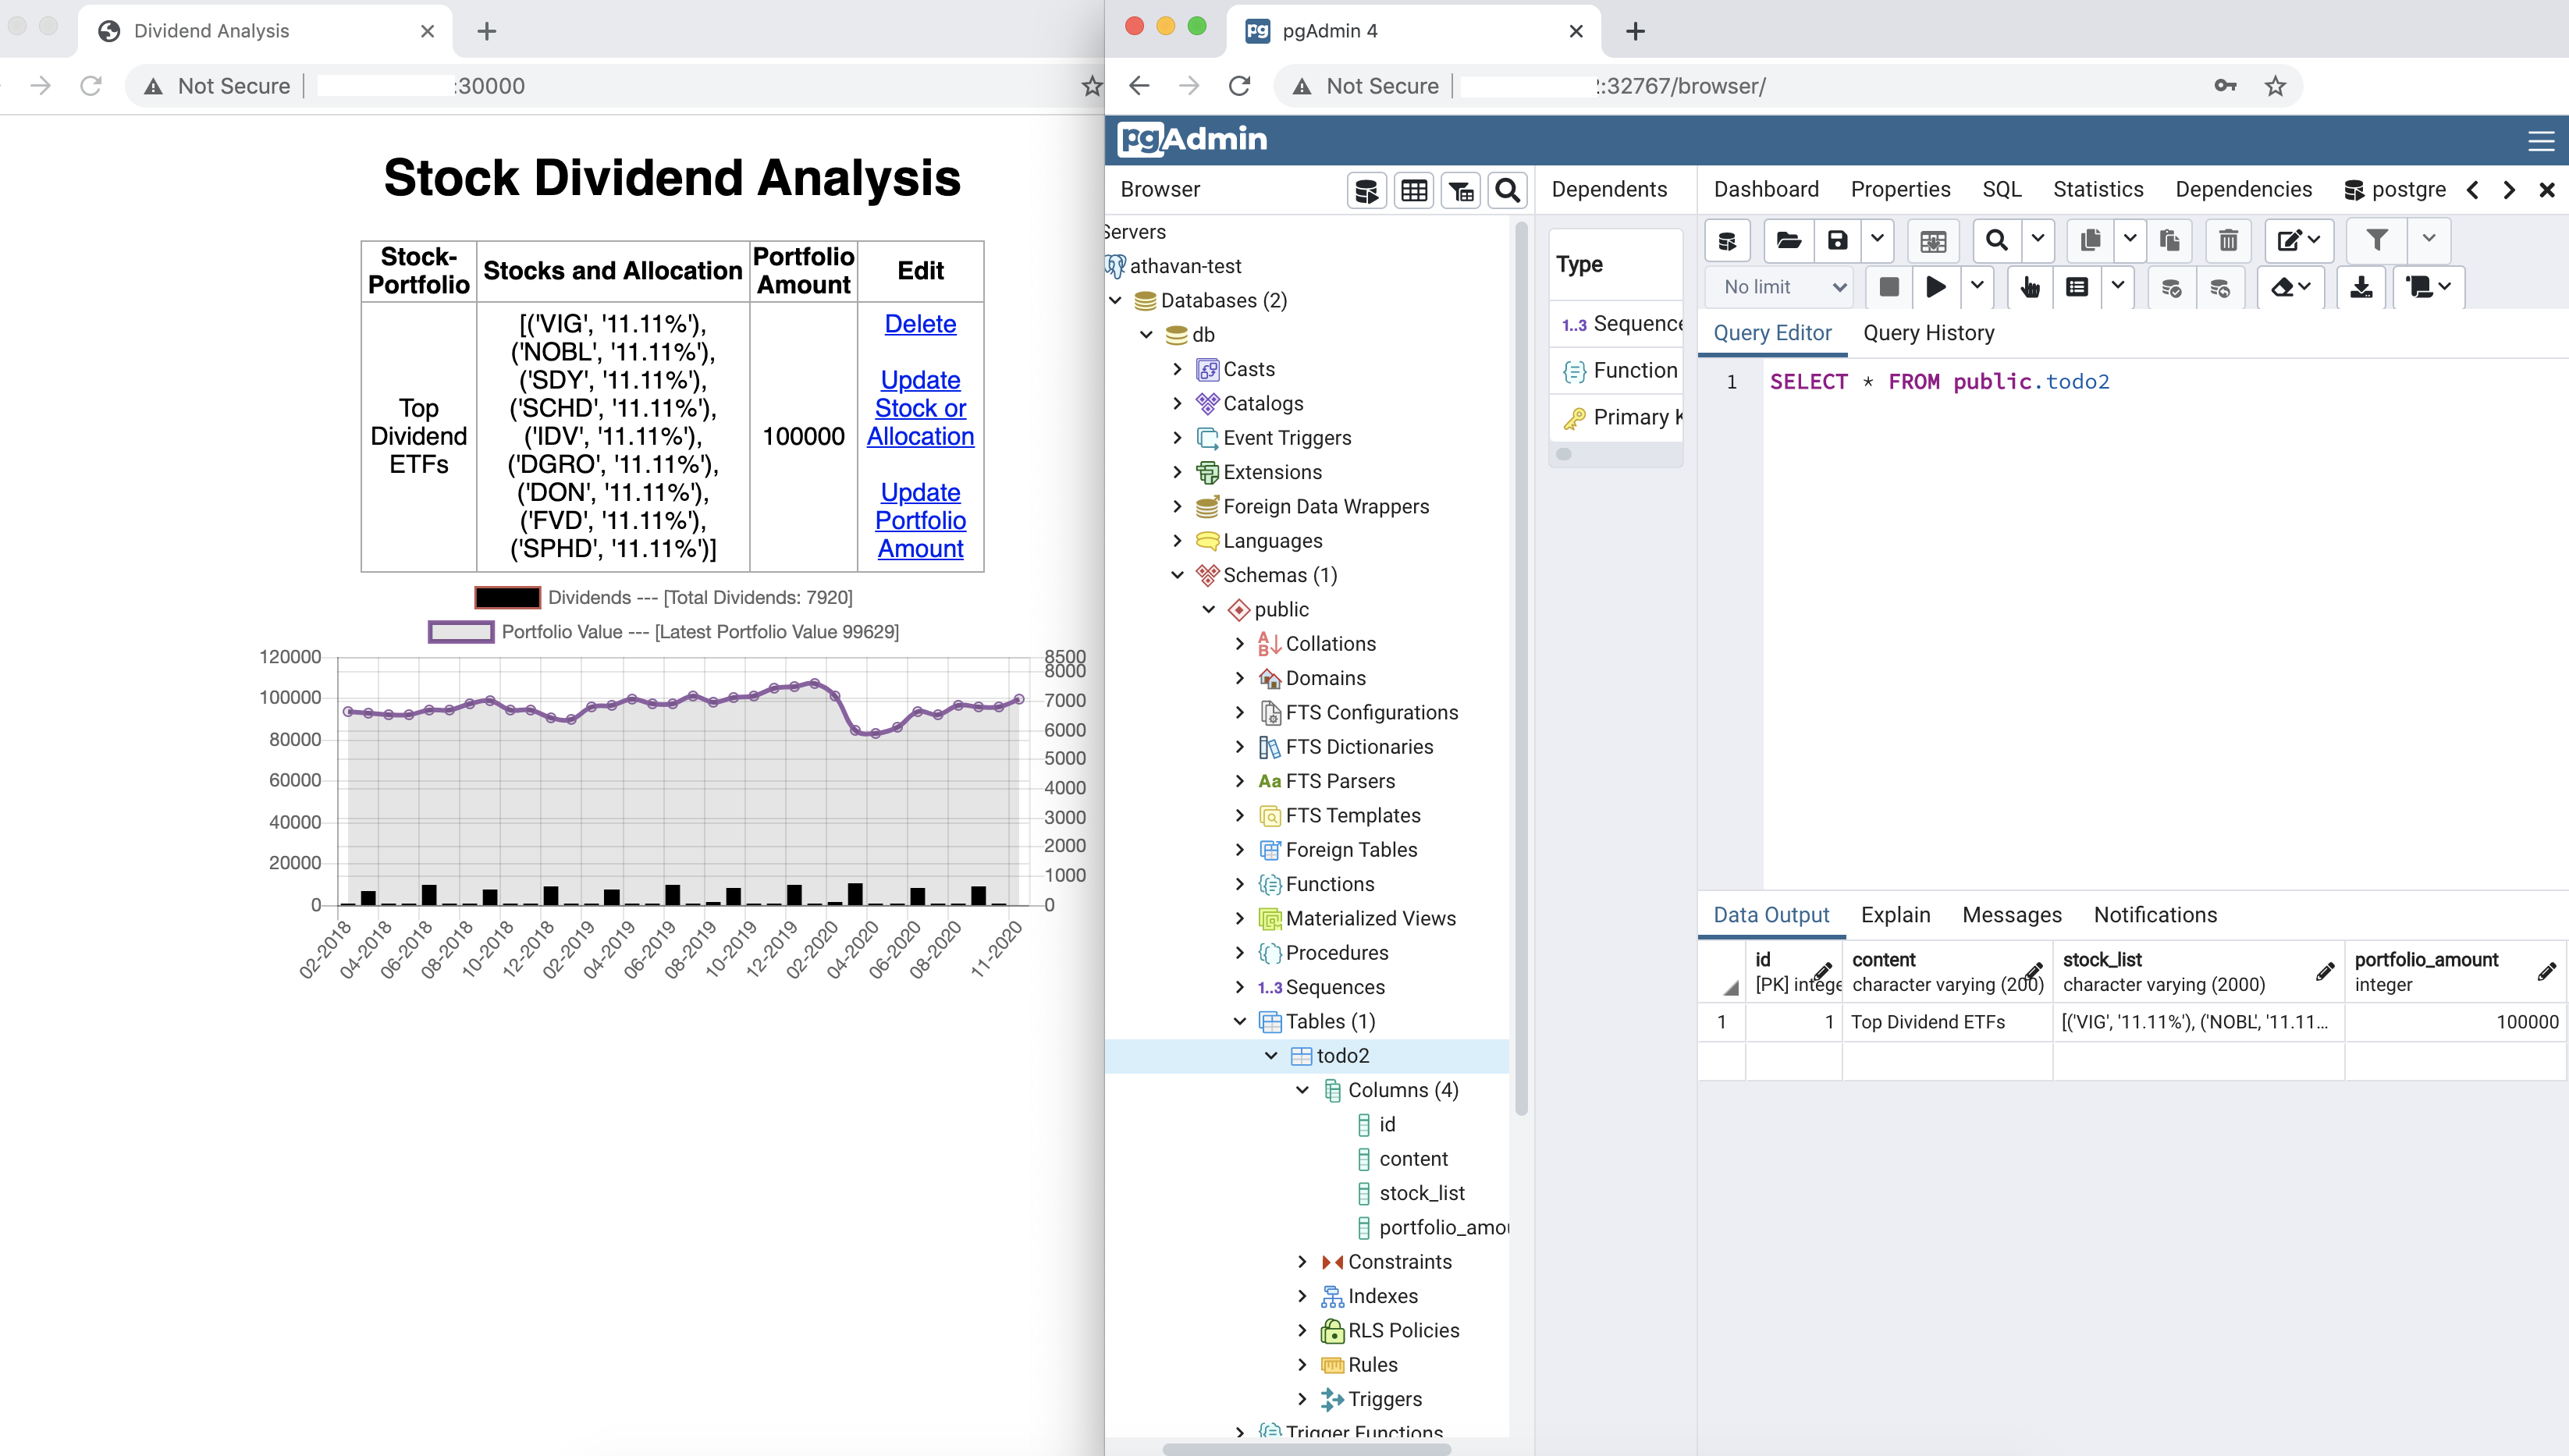 Dividend Analysis
Not Secure
:30000
Stock Dividend Analysis
Stock-
Portfolio
Stocks and Allocation
Portfolio
Amount
Edit
Top
Dividend
ETFs
[('VIG', '11.11%'),
('NOBL', '11.11%'),
('SDY', '11.11%'),
('SCHD', '11.11%'),
('IDV', '11.11%'),
('DGRO', '11.11%'),
('DON', '11.11%'),
('FVD', '11.11%'),
('SPHD', '11.11%')]
100000
Delete
Update
Stock or
Allocation
Update
Portfolio
Amount
Dividends --- [Total Dividends: 7920]
Portfolio Value --- [Latest Portfolio Value 99629]
120000
100000
80000
60000
40000
20000
0
8500
8000
7000
6000
5000
4000
3000
2000
1000
0
02-2018
04-2018
06-2018
08-2018
10-2018
12-2018
02-2019
04-2019
06-2019
08-2019
10-2019
12-2019
02-2020
04-2020
06-2020
08-2020
11-2020
pgAdmin 4
Not Secure
:32767/browser/
pgAdmin
Browser
Servers
athavan-test
Databases (2)
db
Casts
Catalogs
Event Triggers
Extensions
Foreign Data Wrappers
Languages
Schemas (1)
public
Collations
Domains
FTS Configurations
FTS Dictionaries
Aa FTS Parsers
FTS Templates
Foreign Tables
Functions
Materialized Views
Procedures
1..3 Sequences
Tables (1)
todo2
Columns (4)
id
content
stock_list
portfolio_amou
Constraints
Indexes
RLS Policies
Rules
Triggers
Trigger Functions
Dependents
Type
1..3 Sequence
Function
Primary K
Dashboard Properties SQL Statistics Dependencies postgre
No limit
Query Editor Query History
1 SELECT * FROM public.todo2
Data Output Explain Messages Notifications
id
[PK] intege
content
character varying (200)
stock_list
character varying (2000)
portfolio_amount
integer
1 1 Top Dividend ETFs [('VIG', '11.11%'), ('NOBL', '11.11... 100000